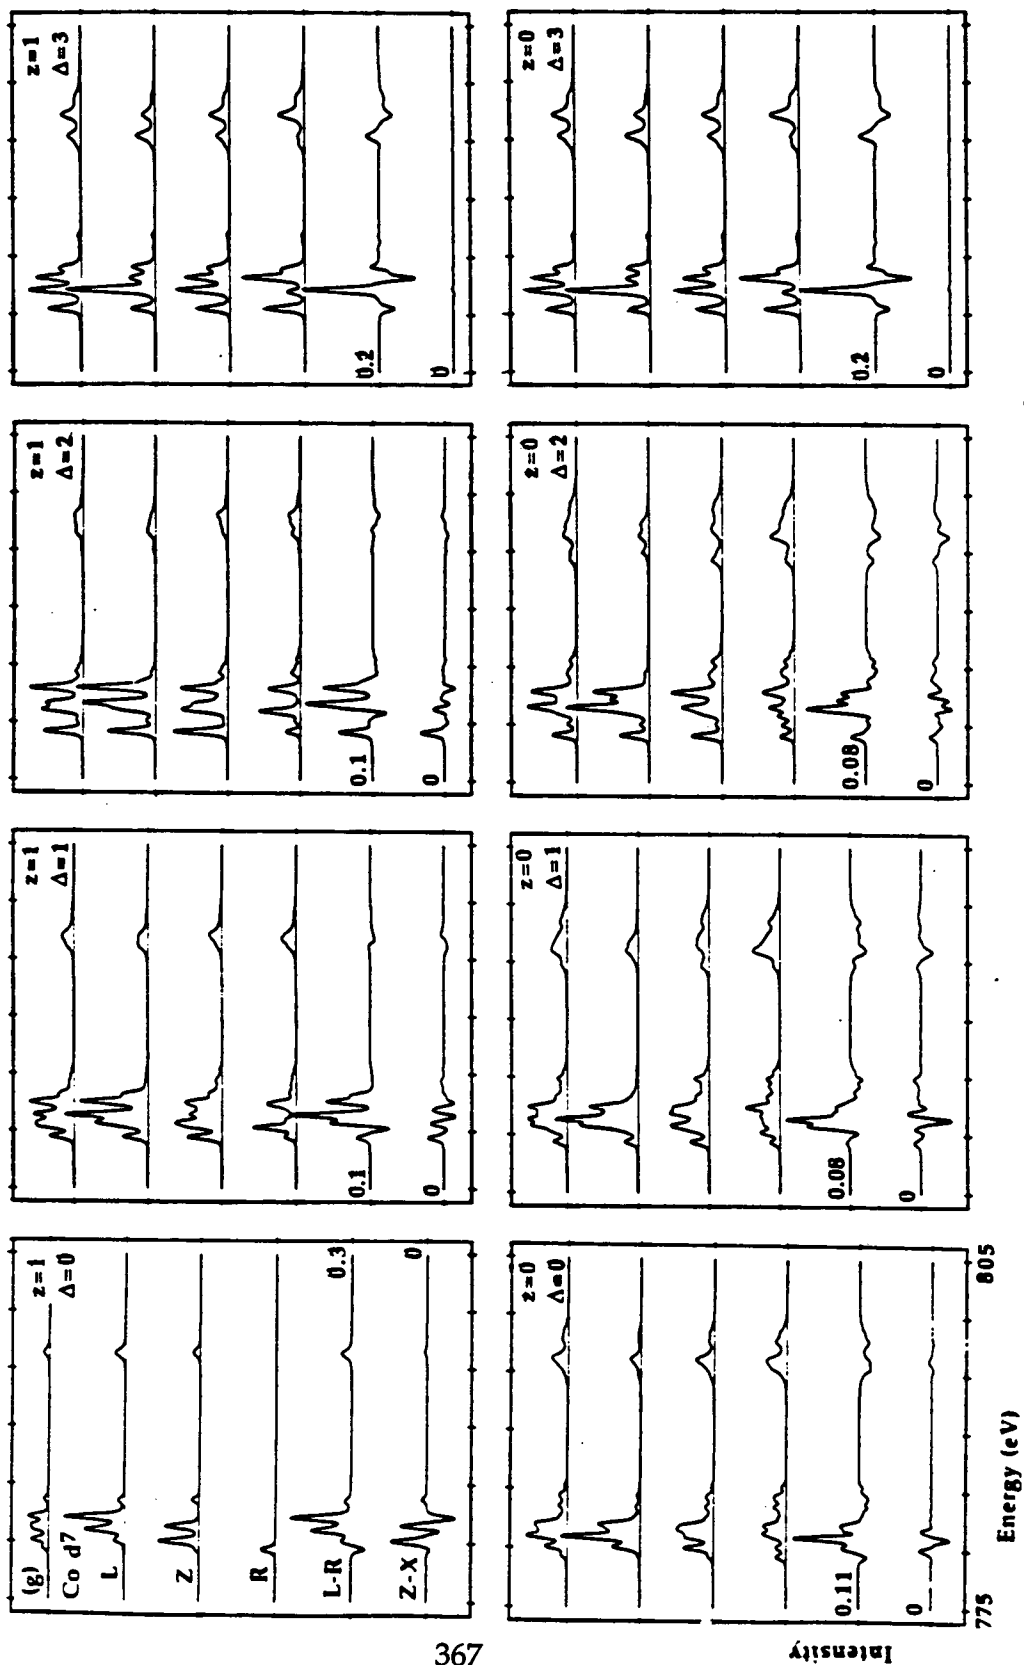 (g)
z=1
Δ=0
Co d7
L
Z
R
L-R
0.3
Z-X
0
z=1
Δ=1
0.1
0
z=1
Δ=2
0.1
0
z=1
Δ=3
0.2
0
z=0
Δ=0
0.11
0
z=0
Δ=1
0.08
0
z=0
Δ=2
0.08
0
z=0
Δ=3
0.2
0
775
805
Energy (eV)
Intensity
367